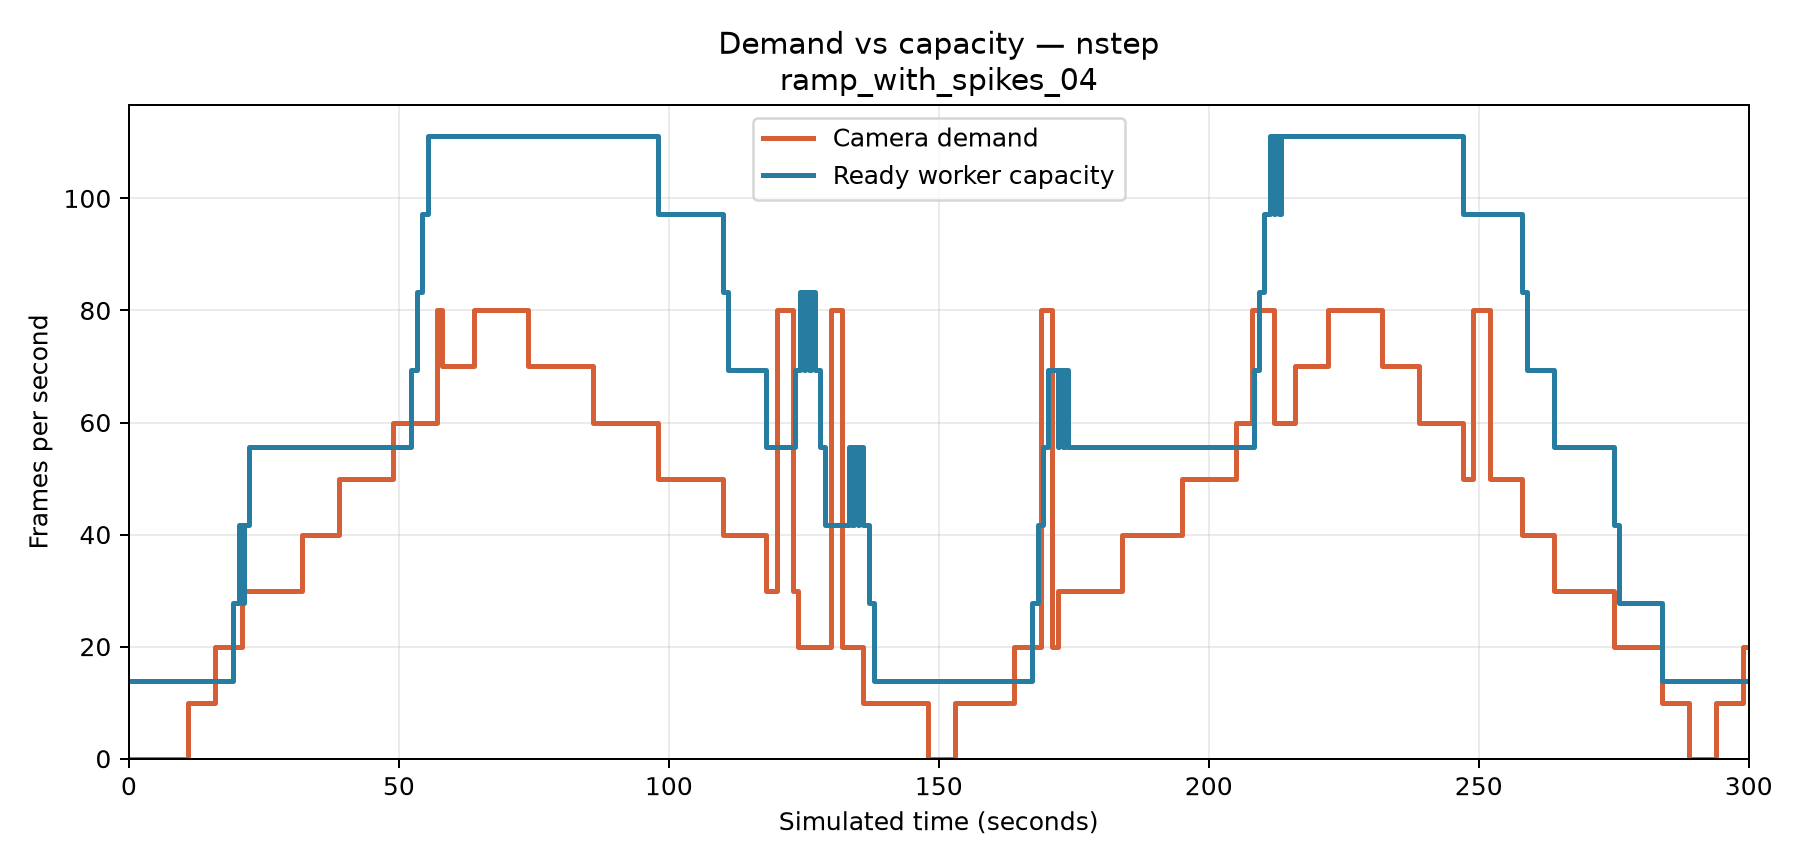 Demand vs capacity — nstep
ramp_with_spikes_04
Camera demand
Ready worker capacity
Frames per second
100
80
60
40
20
0
0 50 100 150 200 250 300
Simulated time (seconds)